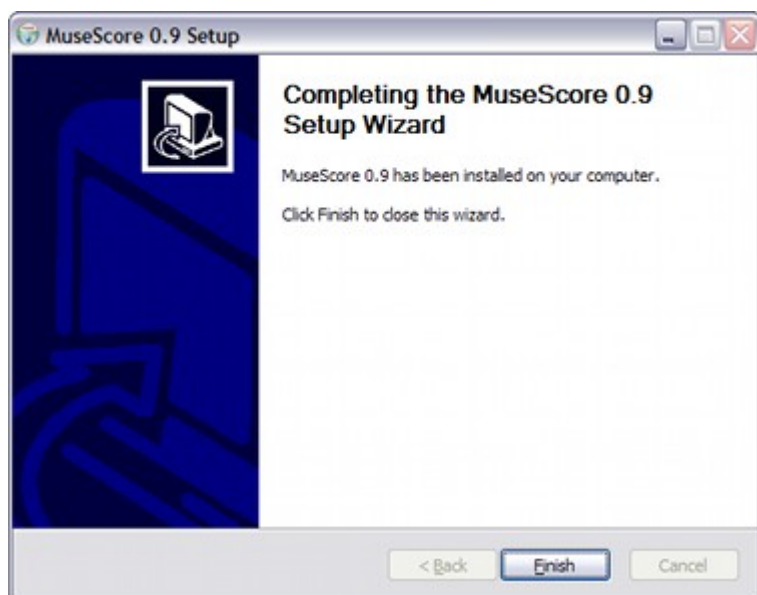 MuseScore 0.9 Setup
Completing the MuseScore 0.9
Setup Wizard
MuseScore 0.9 has been installed on your computer.
Click Finish to close this wizard.
< Back Finish Cancel